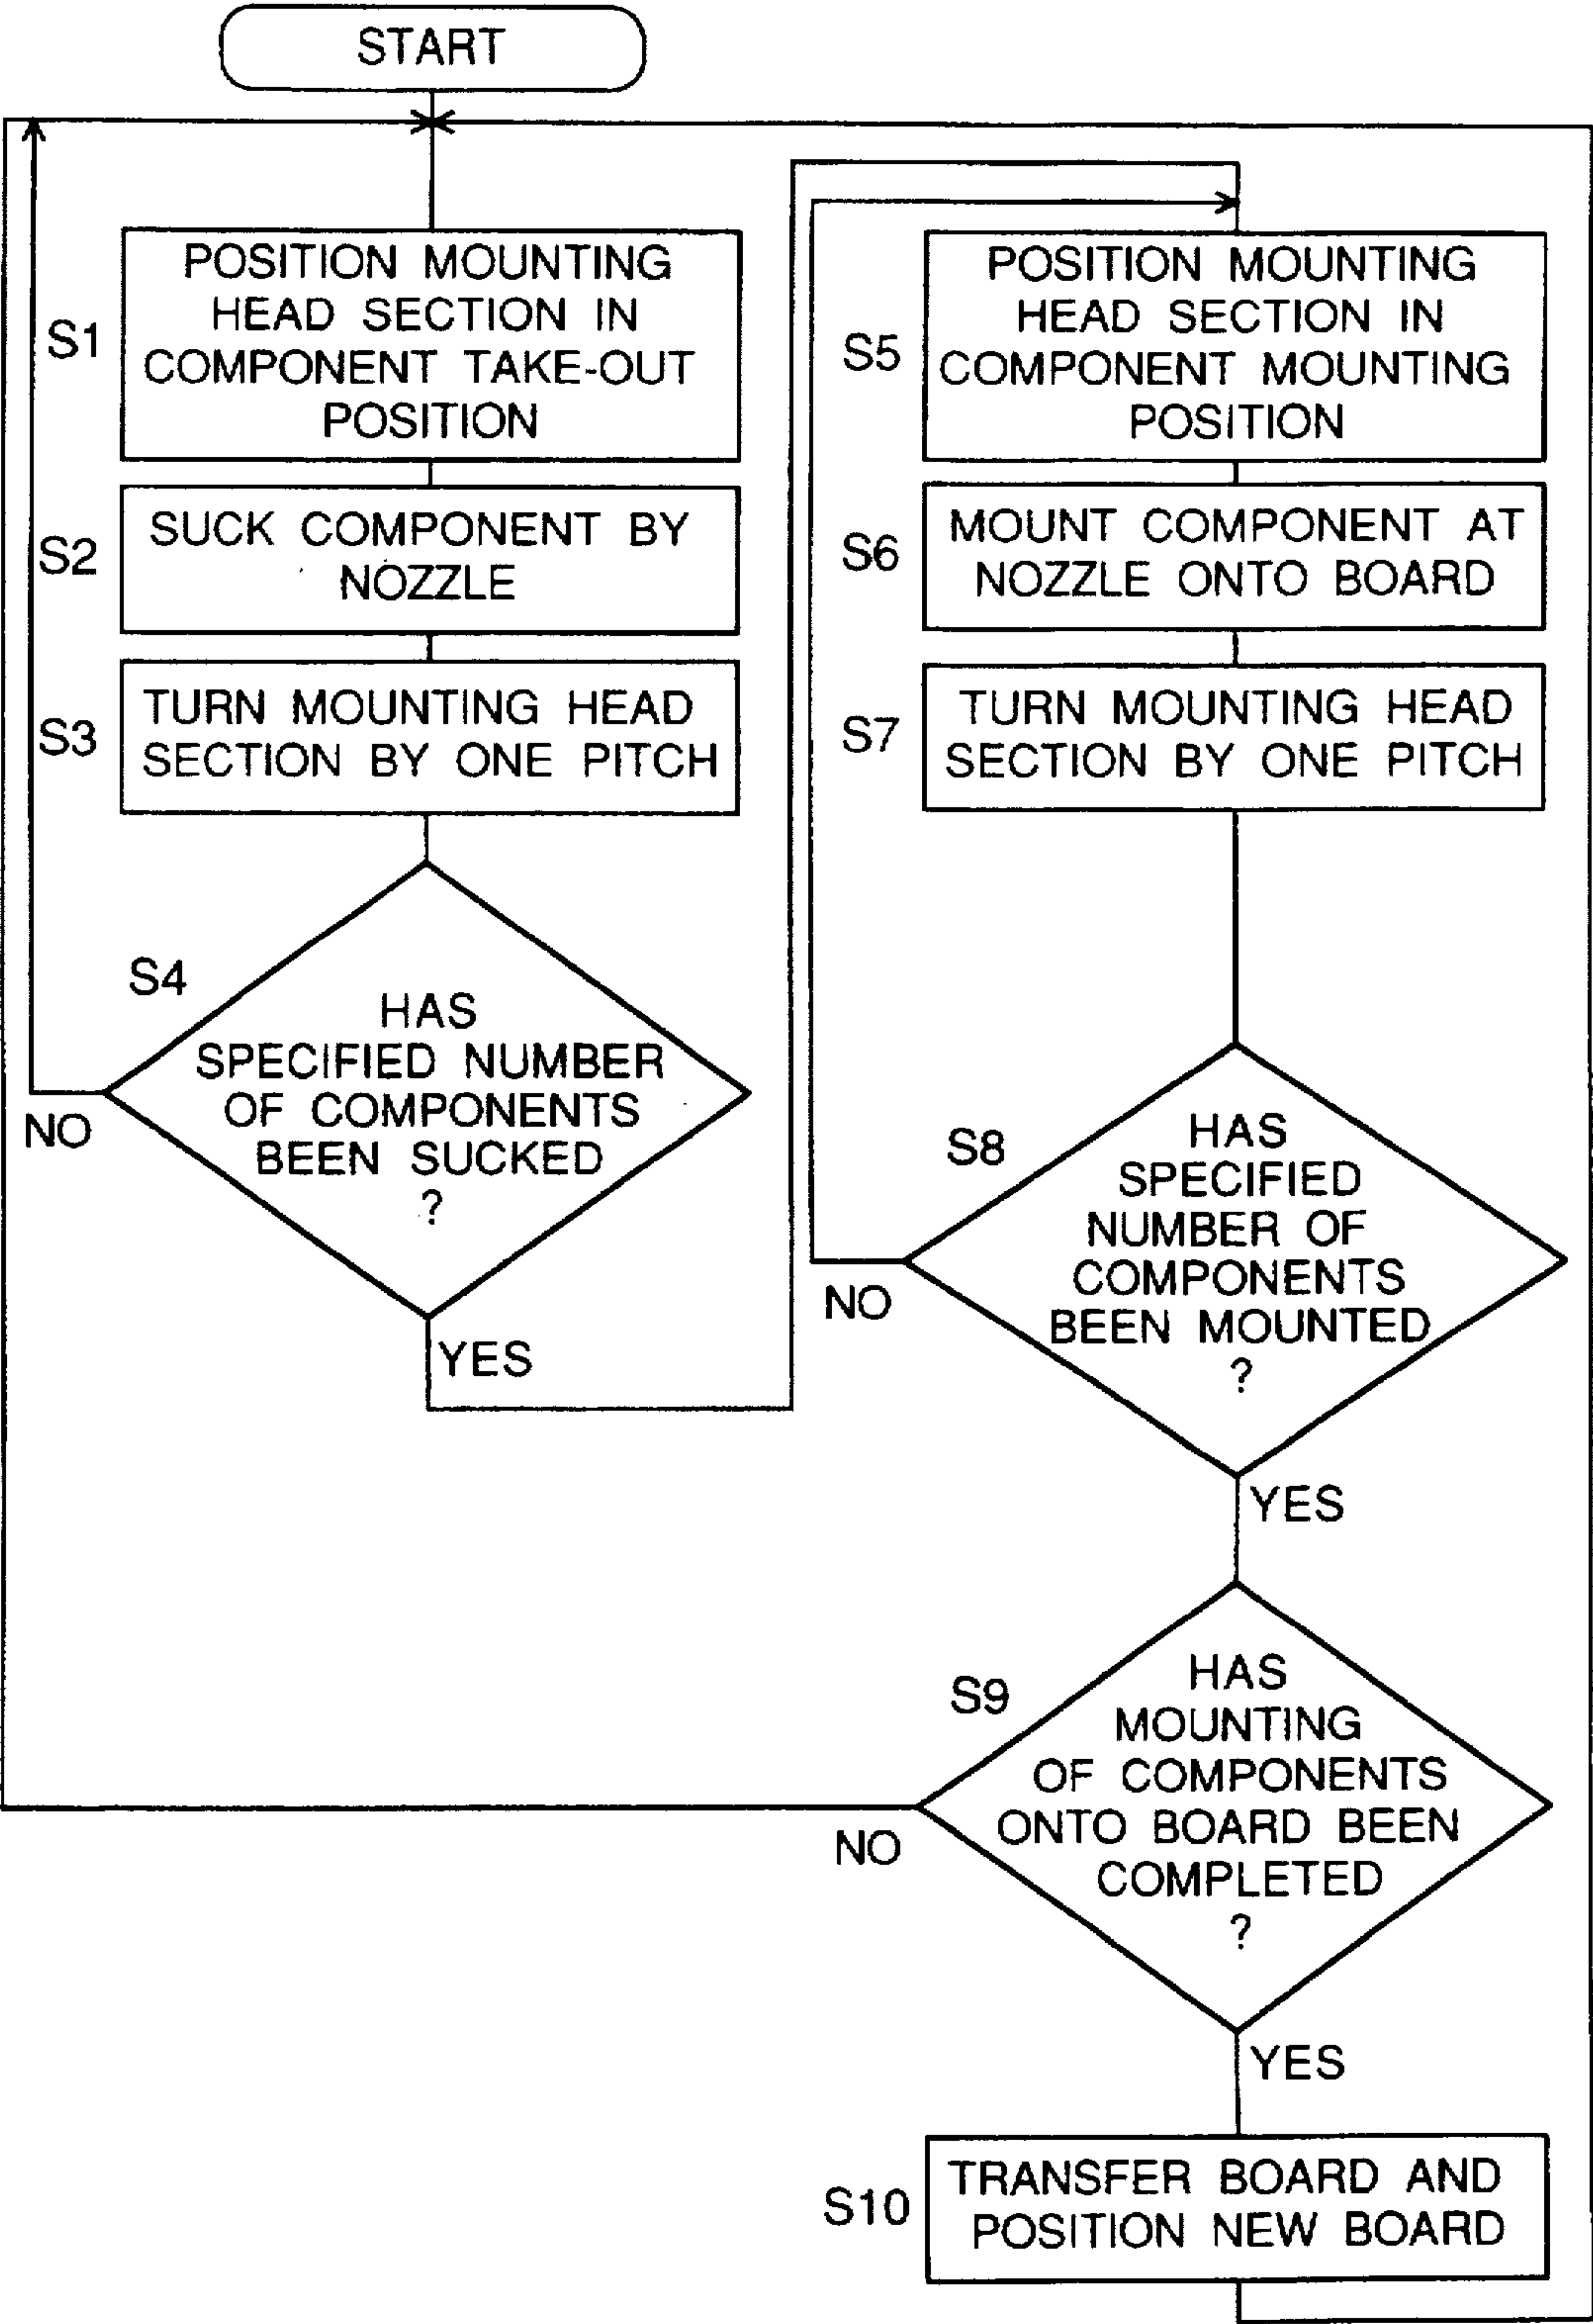 START
S1
POSITION MOUNTING
HEAD SECTION IN
COMPONENT TAKE-OUT
POSITION
S2
SUCK COMPONENT BY
NOZZLE
S3
TURN MOUNTING HEAD
SECTION BY ONE PITCH
S4
HAS
SPECIFIED NUMBER
OF COMPONENTS
BEEN SUCKED
?
NO
YES
S5
POSITION MOUNTING
HEAD SECTION IN
COMPONENT MOUNTING
POSITION
S6
MOUNT COMPONENT AT
NOZZLE ONTO BOARD
S7
TURN MOUNTING HEAD
SECTION BY ONE PITCH
S8
HAS
SPECIFIED
NUMBER OF
COMPONENTS
BEEN MOUNTED
?
NO
YES
S9
HAS
MOUNTING
OF COMPONENTS
ONTO BOARD BEEN
COMPLETED
?
NO
YES
S10
TRANSFER BOARD AND
POSITION NEW BOARD